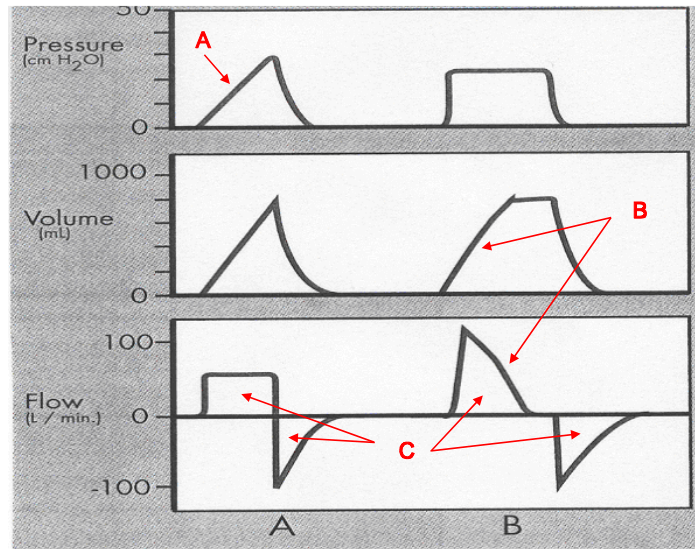 50
Pressure
(cm H2O)
A
0
1000
Volume
(mL)
B
0
100
Flow
(L / min.)
0
C
-100
A
B